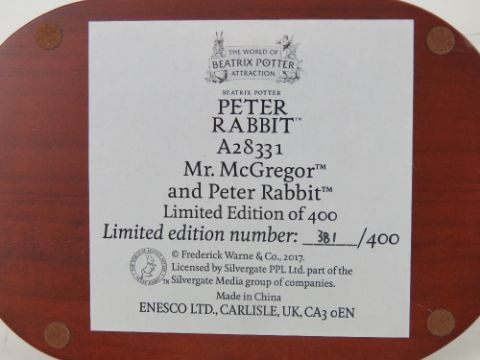 THE WORLD OF
BEATRIX POTTER
ATTRACTION
BEATRIX POTTER
PETER
RABBIT™
A28331
Mr. McGregor™
and Peter Rabbit™
Limited Edition of 400
Limited edition number: 381/400
© Frederick Warne & Co., 2017.
Licensed by Silvergate PPL Ltd. part of the
Silvergate Media group of companies.
Made in China
ENESCO LTD., CARLISLE, UK, CA3 0EN